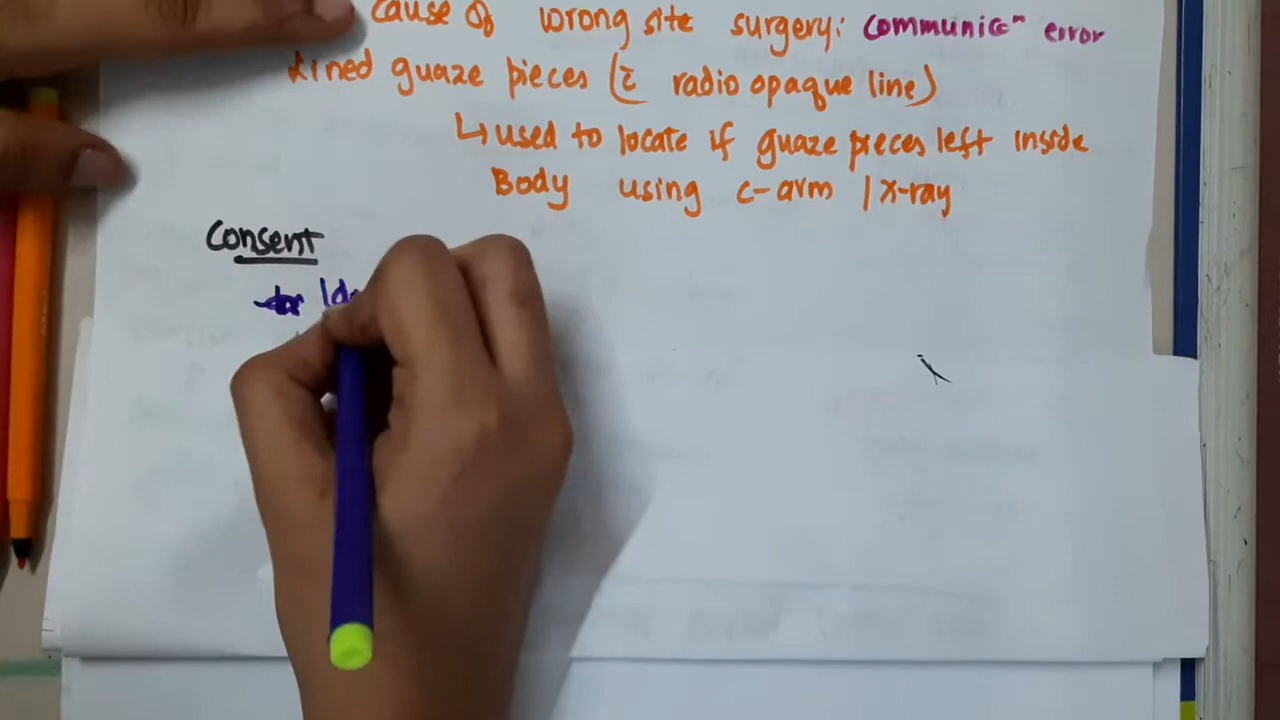 cause of wrong site surgery: communicⁿ error
Lined guaze pieces (c̄ radio opaque line)
↳ used to locate if guaze pieces left inside
Body using c-arm / x-ray
Consent